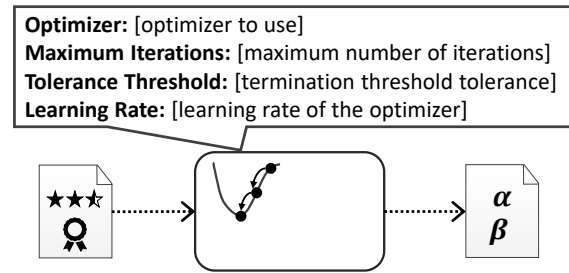 Optimizer: [optimizer to use]
Maximum Iterations: [maximum number of iterations]
Tolerance Threshold: [termination threshold tolerance]
Learning Rate: [learning rate of the optimizer]
α
β